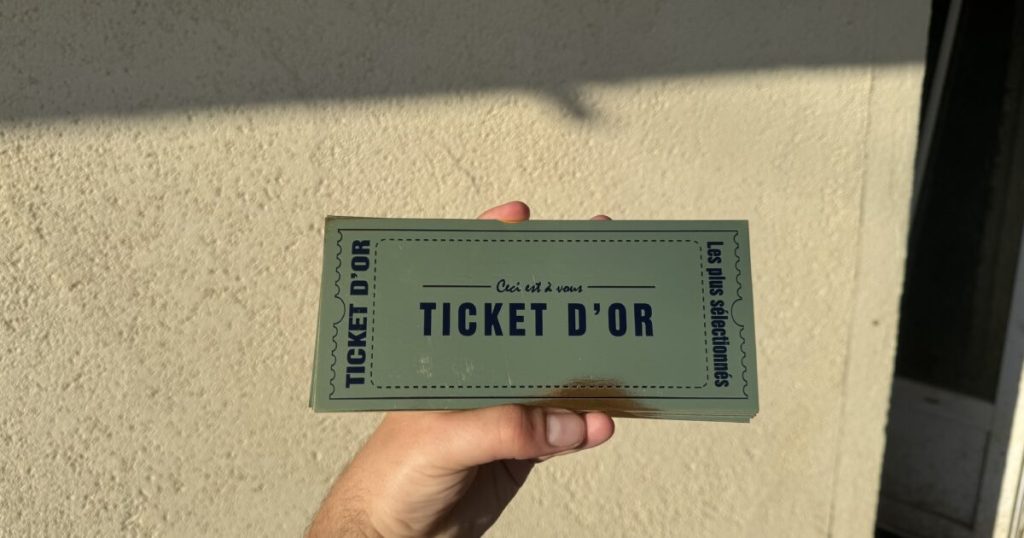 TICKET D'OR
Ceci est à vous
TICKET D'OR
Les plus sélectionnés